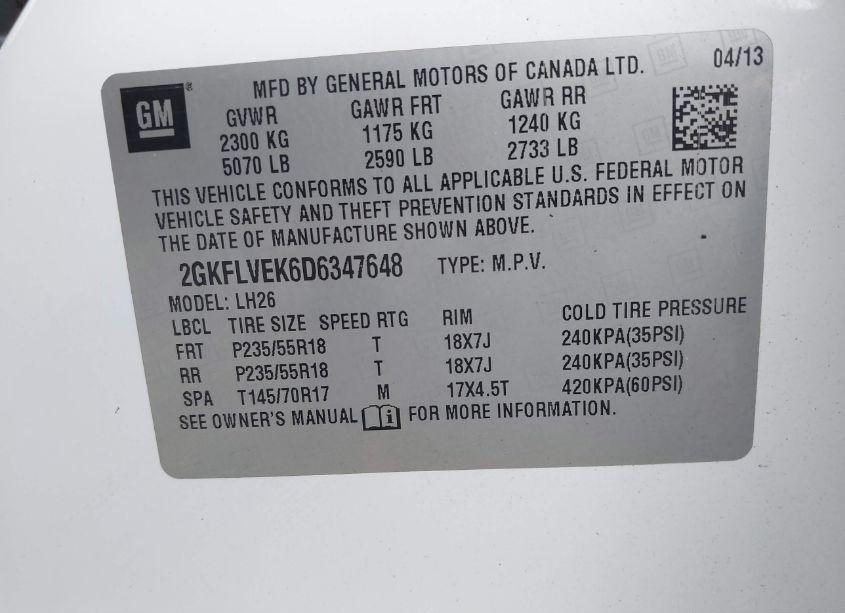 GM ®
MFD BY GENERAL MOTORS OF CANADA LTD. 04/13
GVWR GAWR FRT GAWR RR
2300 KG 1175 KG 1240 KG
5070 LB 2590 LB 2733 LB
THIS VEHICLE CONFORMS TO ALL APPLICABLE U.S. FEDERAL MOTOR
VEHICLE SAFETY AND THEFT PREVENTION STANDARDS IN EFFECT ON
THE DATE OF MANUFACTURE SHOWN ABOVE.
2GKFLVEK6D6347648 TYPE: M.P.V.
MODEL: LH26
LBCL TIRE SIZE SPEED RTG RIM COLD TIRE PRESSURE
FRT P235/55R18 T 18X7J 240KPA(35PSI)
RR P235/55R18 T 18X7J 240KPA(35PSI)
SPA T145/70R17 M 17X4.5T 420KPA(60PSI)
SEE OWNER'S MANUAL i FOR MORE INFORMATION.